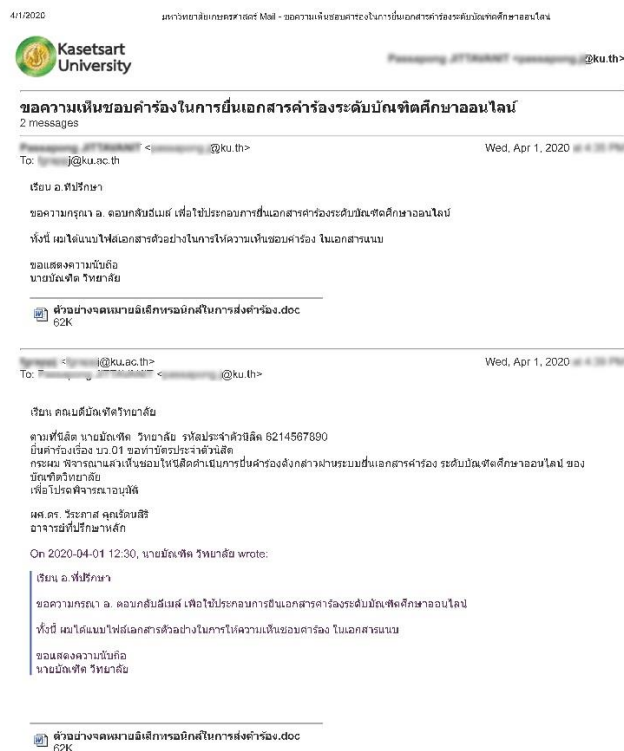 4/1/2020 มหาวิทยาลัยเกษตรศาสตร์ Mail - ขอความเห็นชอบคำร้องในการยื่นเอกสารคำร้องระดับบัณฑิตศึกษาออนไลน์
Kasetsart
University
@ku.th>
ขอความเห็นชอบคำร้องในการยื่นเอกสารคำร้องระดับบัณฑิตศึกษาออนไลน์
2 messages
< @ku.th> Wed, Apr 1, 2020
To: j@ku.ac.th
เรียน อ.ที่ปรึกษา
ขอความกรุณา อ. ตอบกลับอีเมล์ เพื่อใช้ประกอบการยื่นเอกสารคำร้องระดับบัณฑิตศึกษาออนไลน์
ทั้งนี้ ผมได้แนบไฟล์เอกสารตัวอย่างในการให้ความเห็นชอบคำร้อง ในเอกสารแนบ
ขอแสดงความนับถือ
นายบัณฑิต วิทยาลัย
ตัวอย่างจดหมายอิเล็กทรอนิกส์ในการส่งคำร้อง.doc
62K
j@ku.ac.th> Wed, Apr 1, 2020
To: @ku.th>
เรียน คณบดีบัณฑิตวิทยาลัย
ตามที่นิสิต นายบัณฑิต วิทยาลัย รหัสประจำตัวนิสิต 6214567890
ยื่นคำร้องเรื่อง บว.01 ขอทำบัตรประจำตัวนิสิต
กระผม พิจารณาแล้วเห็นชอบให้นิสิตดำเนินการยื่นคำร้องดังกล่าวผ่านระบบยื่นเอกสารคำร้อง ระดับบัณฑิตศึกษาออนไลน์ ของ
บัณฑิตวิทยาลัย
เพื่อโปรดพิจารณาอนุมัติ
ผศ.ดร. วีระภาส คุณรัตนสิริ
อาจารย์ที่ปรึกษาหลัก
On 2020-04-01 12:30, นายบัณฑิต วิทยาลัย wrote:
เรียน อ.ที่ปรึกษา
ขอความกรุณา อ. ตอบกลับอีเมล์ เพื่อใช้ประกอบการยื่นเอกสารคำร้องระดับบัณฑิตศึกษาออนไลน์
ทั้งนี้ ผมได้แนบไฟล์เอกสารตัวอย่างในการให้ความเห็นชอบคำร้อง ในเอกสารแนบ
ขอแสดงความนับถือ
นายบัณฑิต วิทยาลัย
ตัวอย่างจดหมายอิเล็กทรอนิกส์ในการส่งคำร้อง.doc
62K